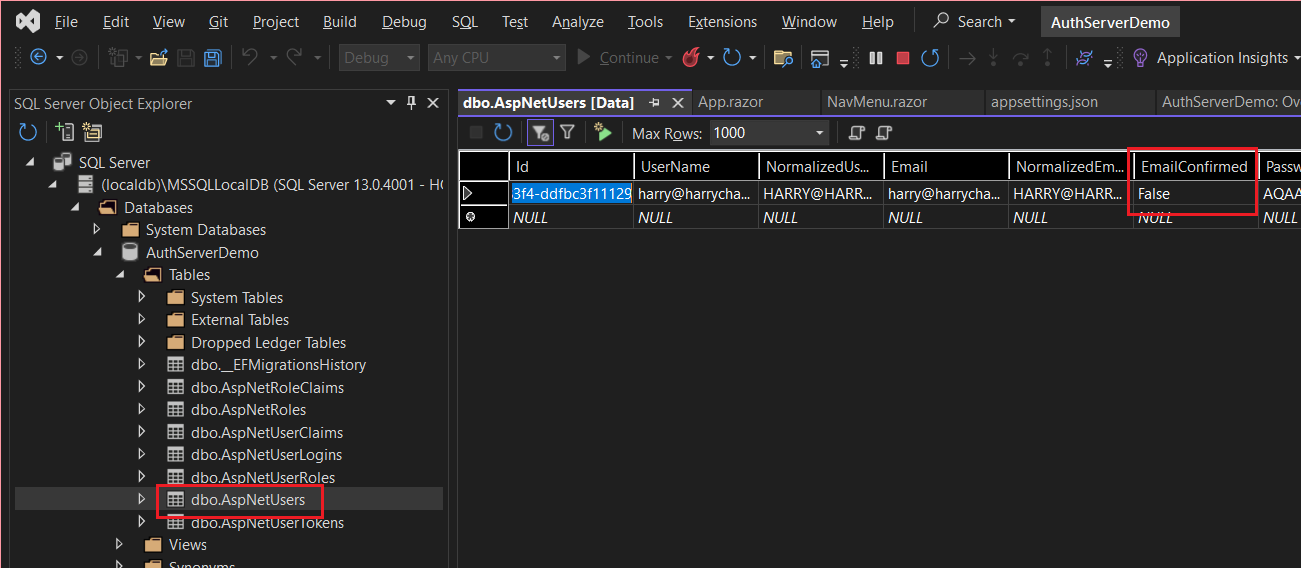 File Edit View Git Project Build Debug SQL Test Analyze Tools Extensions Window Help Search AuthServerDemo
Debug Any CPU Continue Application Insights
SQL Server Object Explorer
dbo.AspNetUsers [Data] App.razor NavMenu.razor appsettings.json AuthServerDemo: Ov
Max Rows: 1000
SQL Server
(localdb)\MSSQLLocalDB (SQL Server 13.0.4001 - HO
Databases
System Databases
AuthServerDemo
Tables
System Tables
External Tables
Dropped Ledger Tables
dbo.__EFMigrationsHistory
dbo.AspNetRoleClaims
dbo.AspNetRoles
dbo.AspNetUserClaims
dbo.AspNetUserLogins
dbo.AspNetUserRoles
dbo.AspNetUsers
dbo.AspNetUserTokens
Views
Synonyms
Id UserName NormalizedUs... Email NormalizedEm... EmailConfirmed Passw
3f4-ddfbc3f11129 harry@harrycha... HARRY@HARR... harry@harrycha... HARRY@HARR... False AQAA
NULL NULL NULL NULL NULL NULL NULL